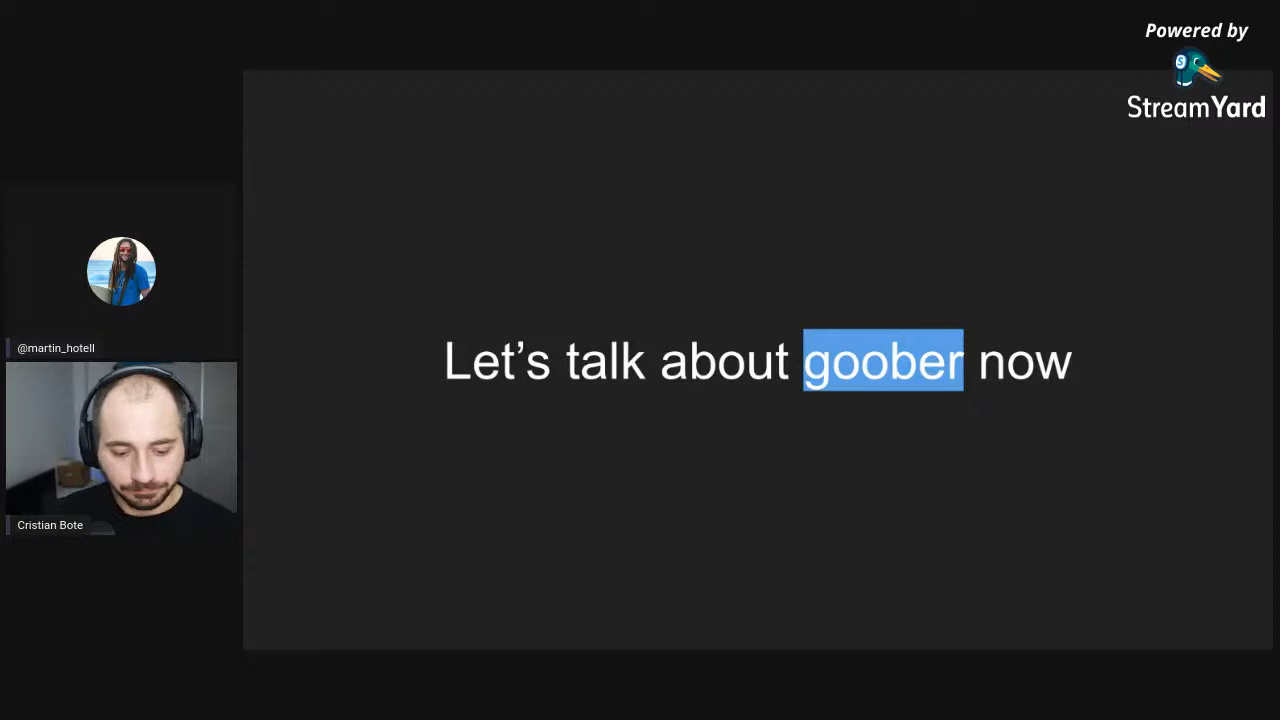 Powered by
StreamYard
@martin_hotell
Cristian Bote
Let’s talk about goober now